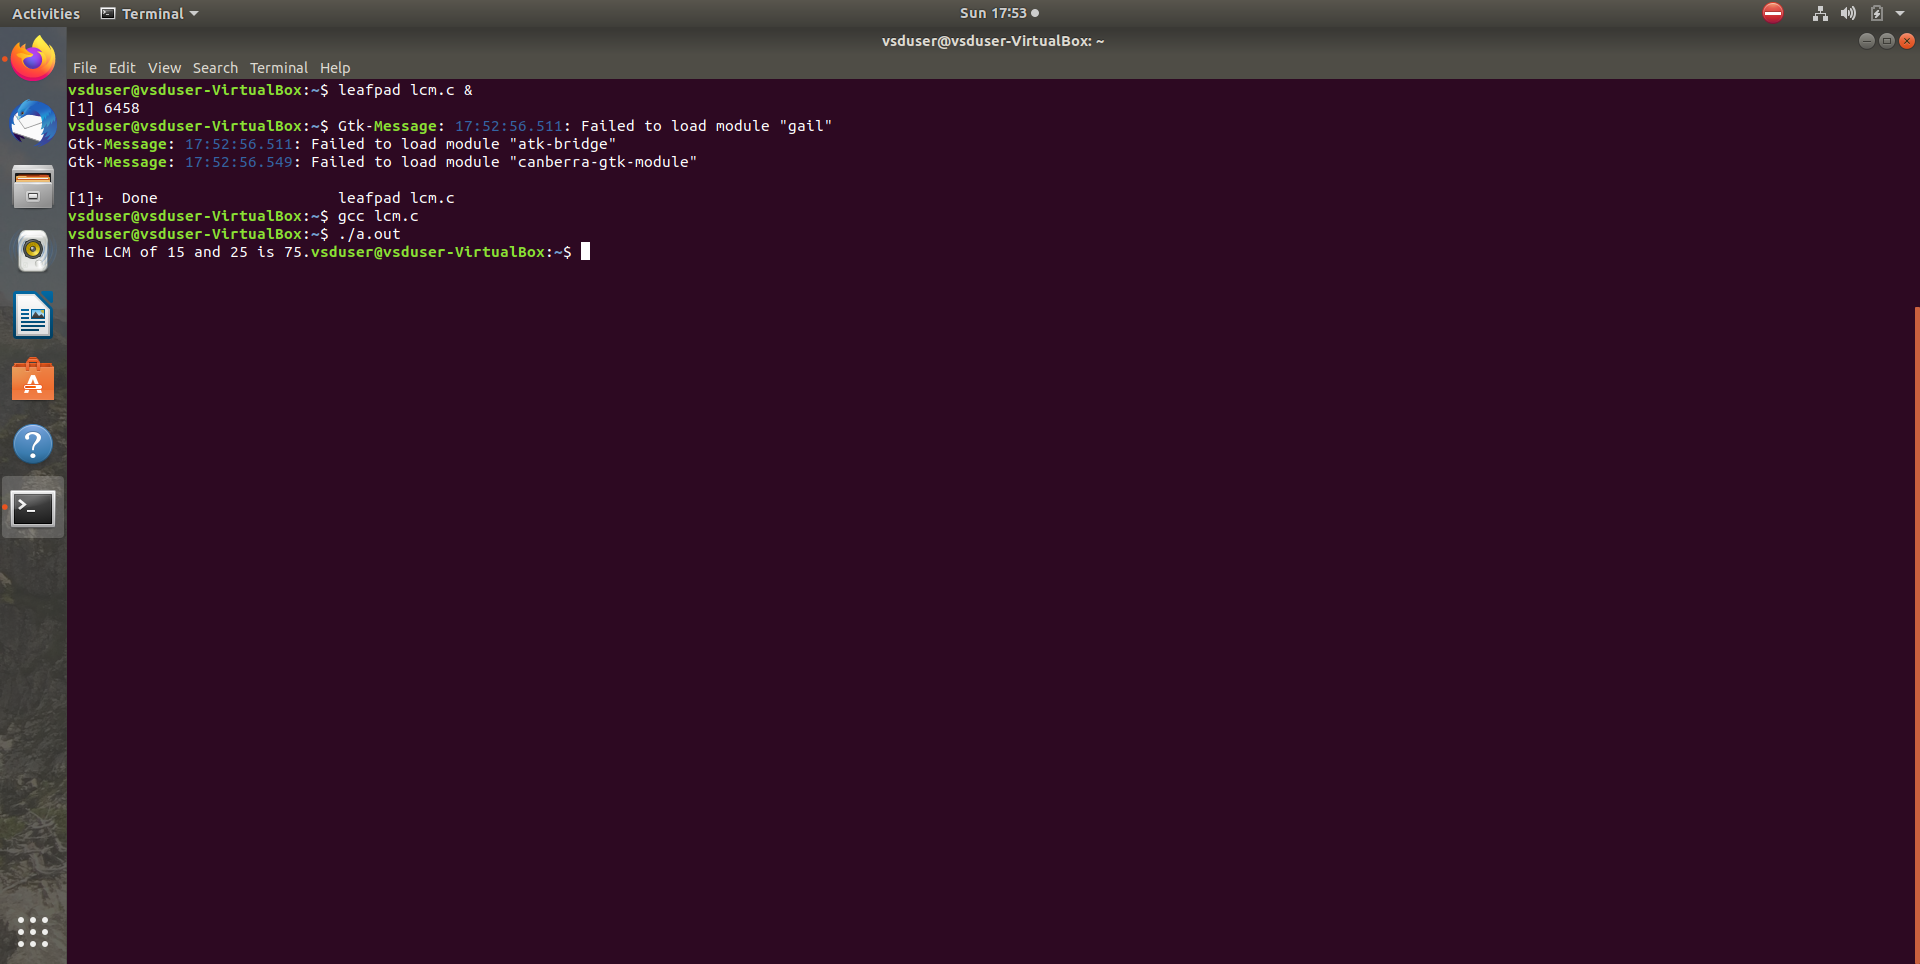 Activities Terminal Sun 17:53
vsduser@vsduser-VirtualBox: ~
File Edit View Search Terminal Help
vsduser@vsduser-VirtualBox:~$ leafpad lcm.c &
[1] 6458
vsduser@vsduser-VirtualBox:~$ Gtk-Message: 17:52:56.511: Failed to load module "gail"
Gtk-Message: 17:52:56.511: Failed to load module "atk-bridge"
Gtk-Message: 17:52:56.549: Failed to load module "canberra-gtk-module"
[1]+  Done                    leafpad lcm.c
vsduser@vsduser-VirtualBox:~$ gcc lcm.c
vsduser@vsduser-VirtualBox:~$ ./a.out
The LCM of 15 and 25 is 75.vsduser@vsduser-VirtualBox:~$